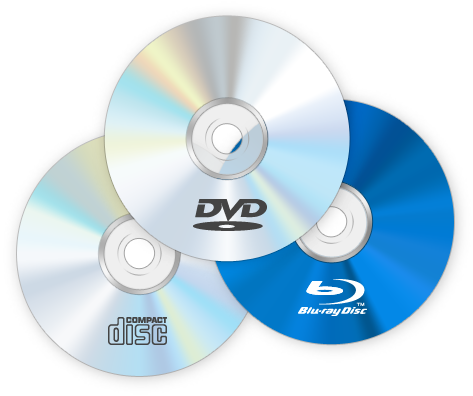 DVD
COMPACT
disc
TM
Blu-ray Disc